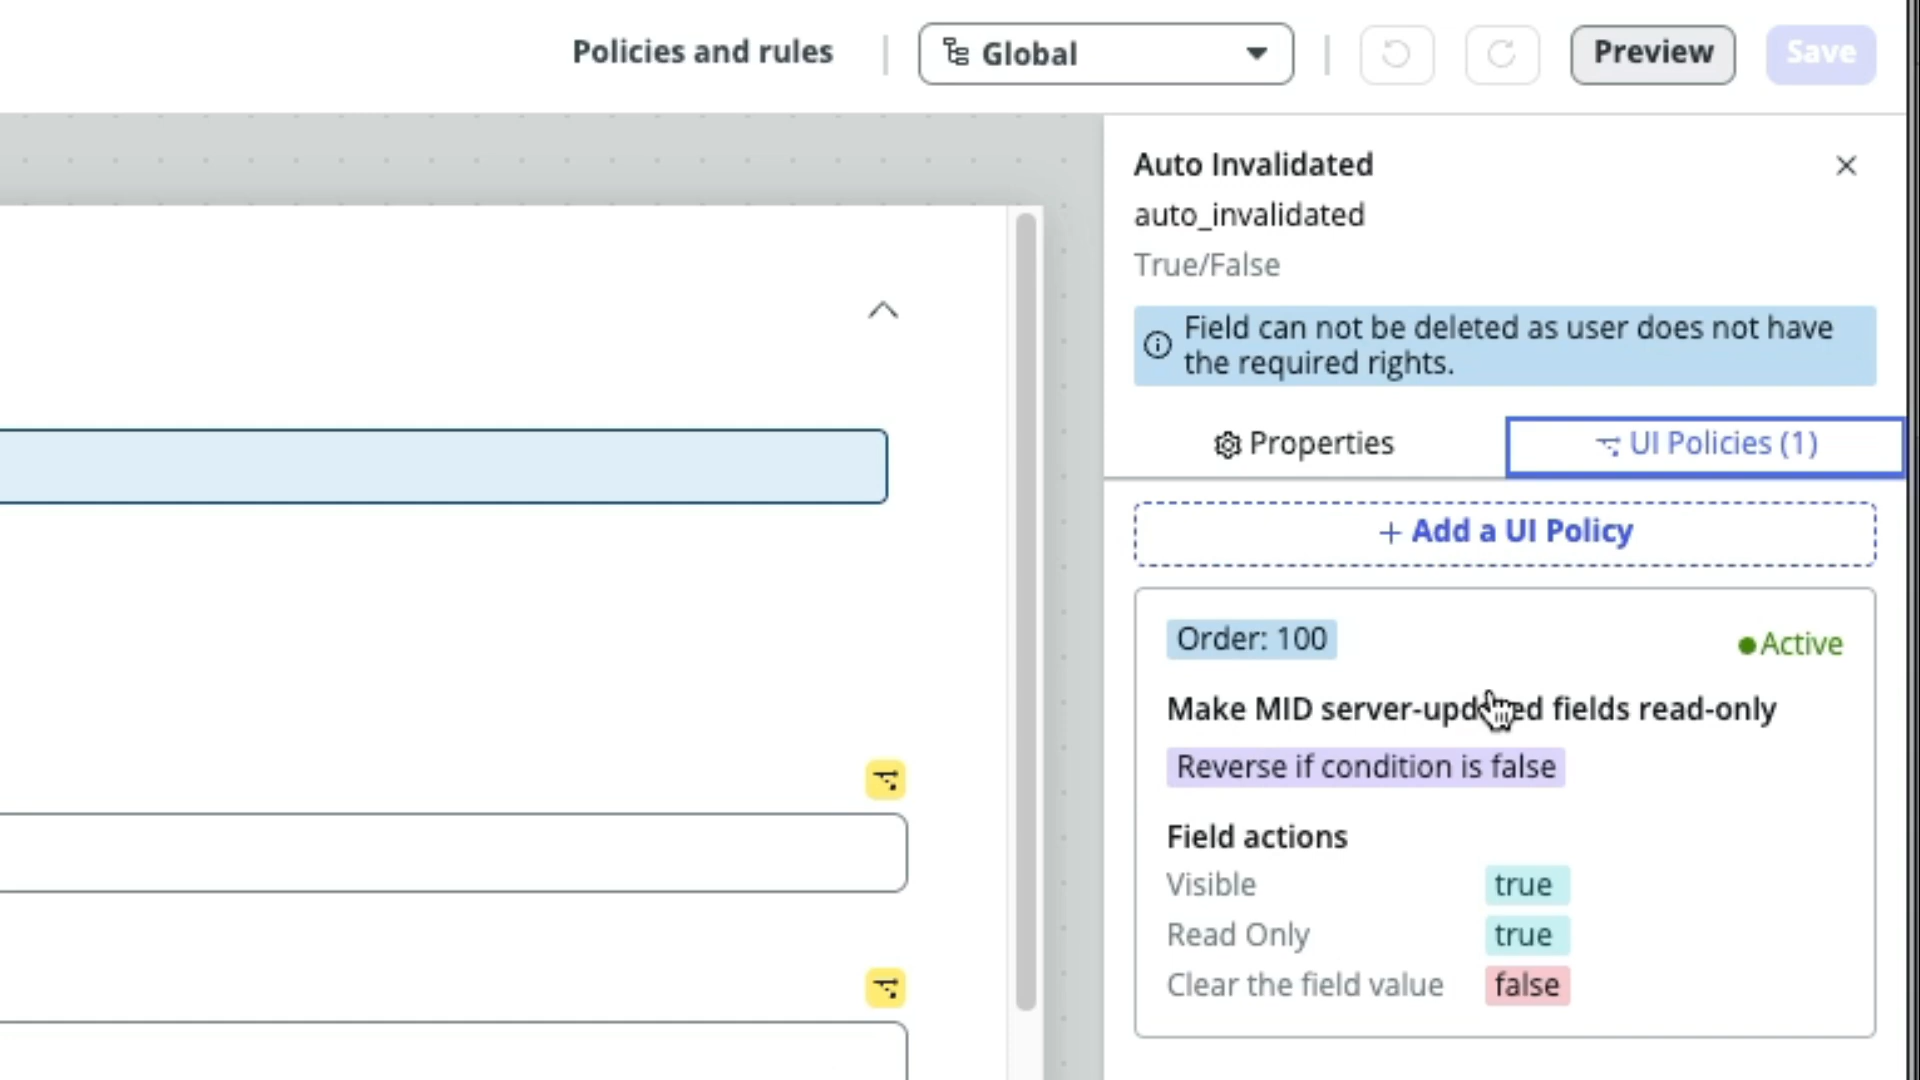 Policies and rules
Global
Preview
Save
Auto Invalidated
auto_invalidated
True/False
Field can not be deleted as user does not have
the required rights.
Properties
UI Policies (1)
+ Add a UI Policy
Order: 100
Active
Make MID server-updated fields read-only
Reverse if condition is false
Field actions
Visible true
Read Only true
Clear the field value false